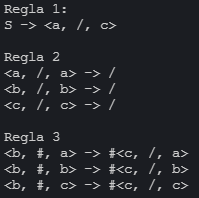 Regla 1:
S -> <a, /, c>
Regla 2
<a, /, a> -> /
<b, /, b> -> /
<c, /, c> -> /
Regla 3
<b, #, a> -> #<c, /, a>
<b, #, b> -> #<c, /, b>
<b, #, c> -> #<c, /, c>